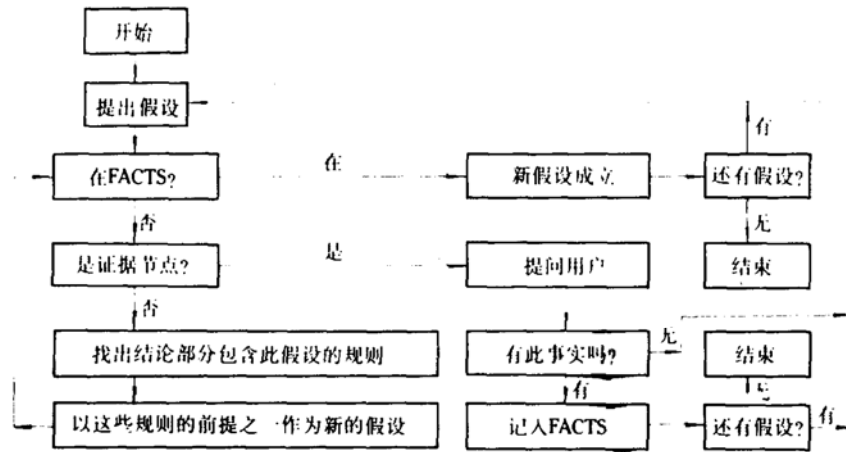 开始
提出假设
有
在FACTS?
在
新假设成立
还有假设?
否
无
是证据节点?
是
提问用户
结束
否
找出结论部分包含此假设的规则
有此事实吗?
无
结束
有
以这些规则的前提之一作为新的假设
记入FACTS
还有假设?
有